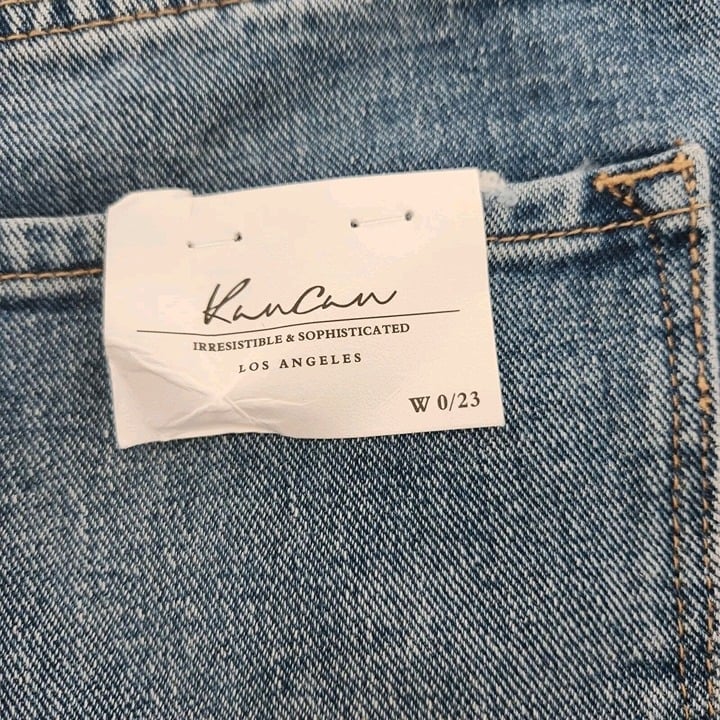 KanCan
IRRESISTIBLE & SOPHISTICATED
LOS ANGELES
W 0/23